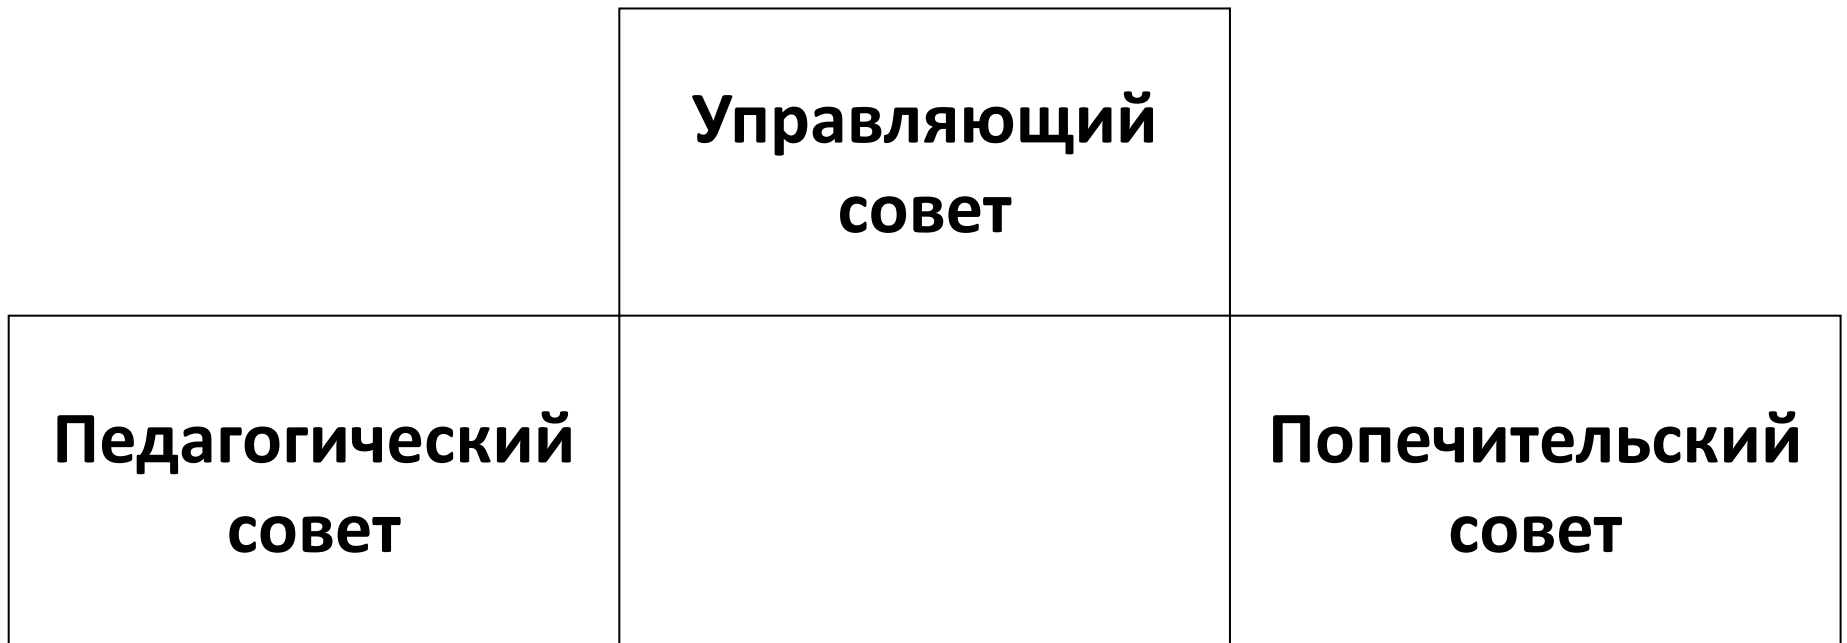 Управляющий
совет
Педагогический
совет
Попечительский
совет